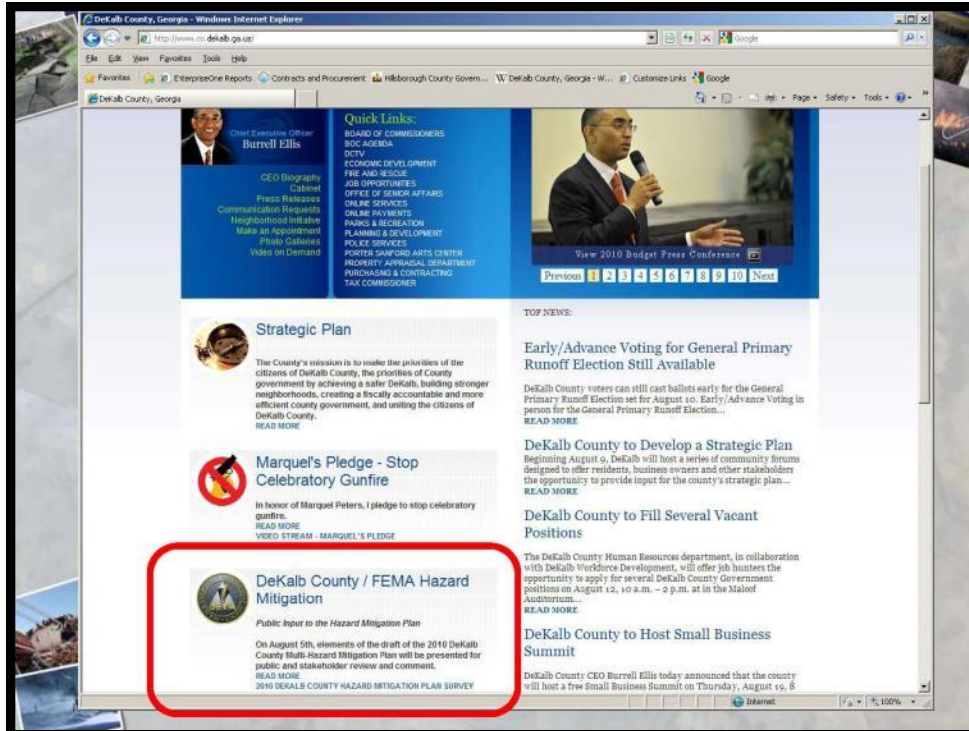 DeKalb County, Georgia - Windows Internet Explorer
http://www.co.dekalb.ga.us/
Google
File Edit View Favorites Tools Help
Favorites EnterpriseOne Reports Contracts and Procurement Hillsborough County Govern... DeKalb County, Georgia - W... Customize Links Google
DeKalb County, Georgia
Page Safety Tools
Chief Executive Officer
Burrell Ellis
CEO Biography
Cabinet
Press Releases
Communication Requests
Neighborhood Initiative
Make an Appointment
Photo Galleries
Video on Demand
Quick Links:
BOARD OF COMMISSIONERS
BOC AGENDA
DCTV
ECONOMIC DEVELOPMENT
FIRE AND RESCUE
JOB OPPORTUNITIES
OFFICE OF SENIOR AFFAIRS
ONLINE SERVICES
ONLINE PAYMENTS
PARKS & RECREATION
PLANNING & DEVELOPMENT
POLICE SERVICES
PORTER SANFORD ARTS CENTER
PROPERTY APPRAISAL DEPARTMENT
PURCHASING & CONTRACTING
TAX COMMISSIONER
View 2010 Budget Press Conference
Previous 1 2 3 4 5 6 7 8 9 10 Next
Strategic Plan
The County's mission is to make the priorities of the
citizens of DeKalb County, the priorities of County
government by achieving a safer DeKalb, building stronger
neighborhoods, creating a fiscally accountable and more
efficient county government, and uniting the citizens of
DeKalb County.
READ MORE
Marquel's Pledge - Stop
Celebratory Gunfire
In honor of Marquel Peters, I pledge to stop celebratory
gunfire.
READ MORE
VIDEO STREAM - MARQUEL'S PLEDGE
DeKalb County / FEMA Hazard
Mitigation
Public Input to the Hazard Mitigation Plan
On August 5th, elements of the draft of the 2010 DeKalb
County Multi-Hazard Mitigation Plan will be presented for
public and stakeholder review and comment.
READ MORE
2010 DEKALB COUNTY HAZARD MITIGATION PLAN SURVEY
TOP NEWS:
Early/Advance Voting for General Primary
Runoff Election Still Available
DeKalb County voters can still cast ballots early for the General
Primary Runoff Election set for August 10. Early/Advance Voting in
person for the General Primary Runoff Election...
READ MORE
DeKalb County to Develop a Strategic Plan
Beginning August 9, DeKalb will host a series of community forums
designed to offer residents, business owners and other stakeholders
the opportunity to provide input for the county's strategic plan...
READ MORE
DeKalb County to Fill Several Vacant
Positions
The DeKalb County Human Resources department, in collaboration
with DeKalb Workforce Development, will offer job hunters the
opportunity to apply for several DeKalb County Government
positions on August 12, 10 a.m. – 2 p.m. at in the Maloof
Auditorium...
READ MORE
DeKalb County to Host Small Business
Summit
DeKalb County CEO Burrell Ellis today announced that the county
will host a free Small Business Summit on Thursday, August 19, 8
Internet
100%